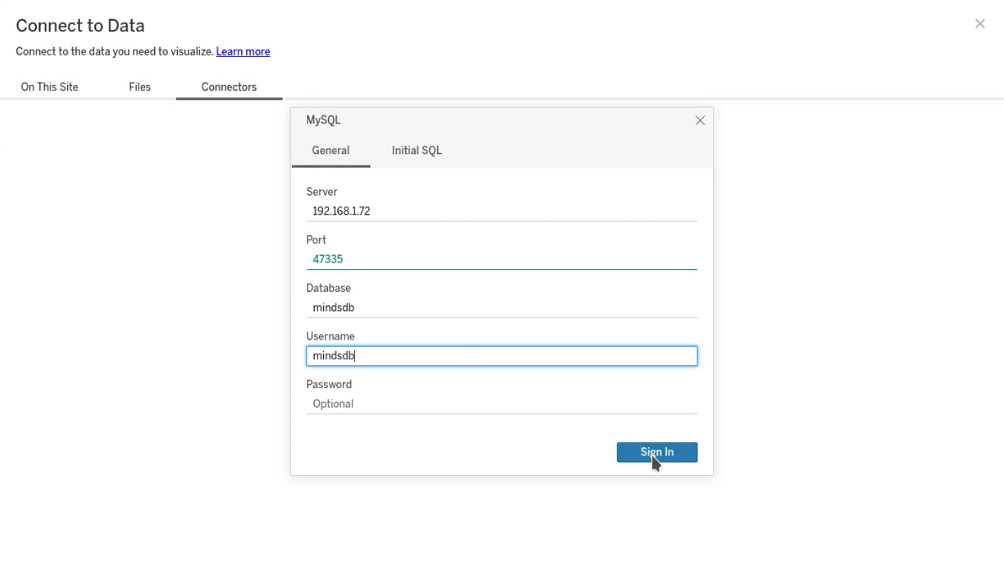 Connect to Data
Connect to the data you need to visualize. Learn more
On This Site Files Connectors
MySQL
General Initial SQL
Server
192.168.1.72
Port
47335
Database
mindsdb
Username
mindsdb
Password
Optional
Sign In